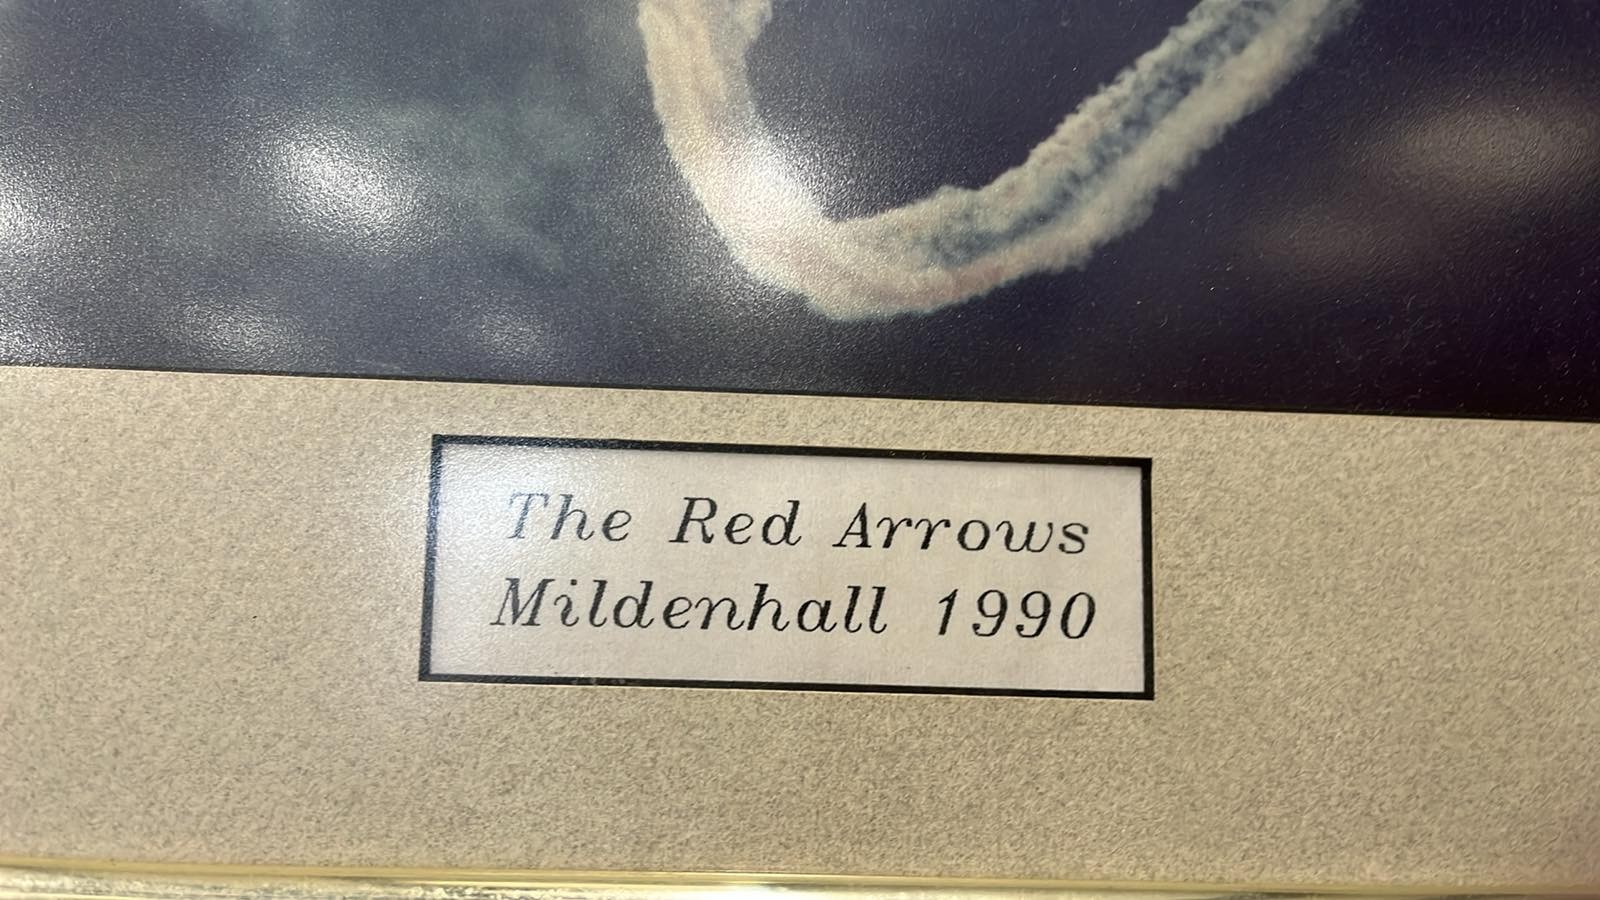 The Red Arrows
Mildenhall 1990